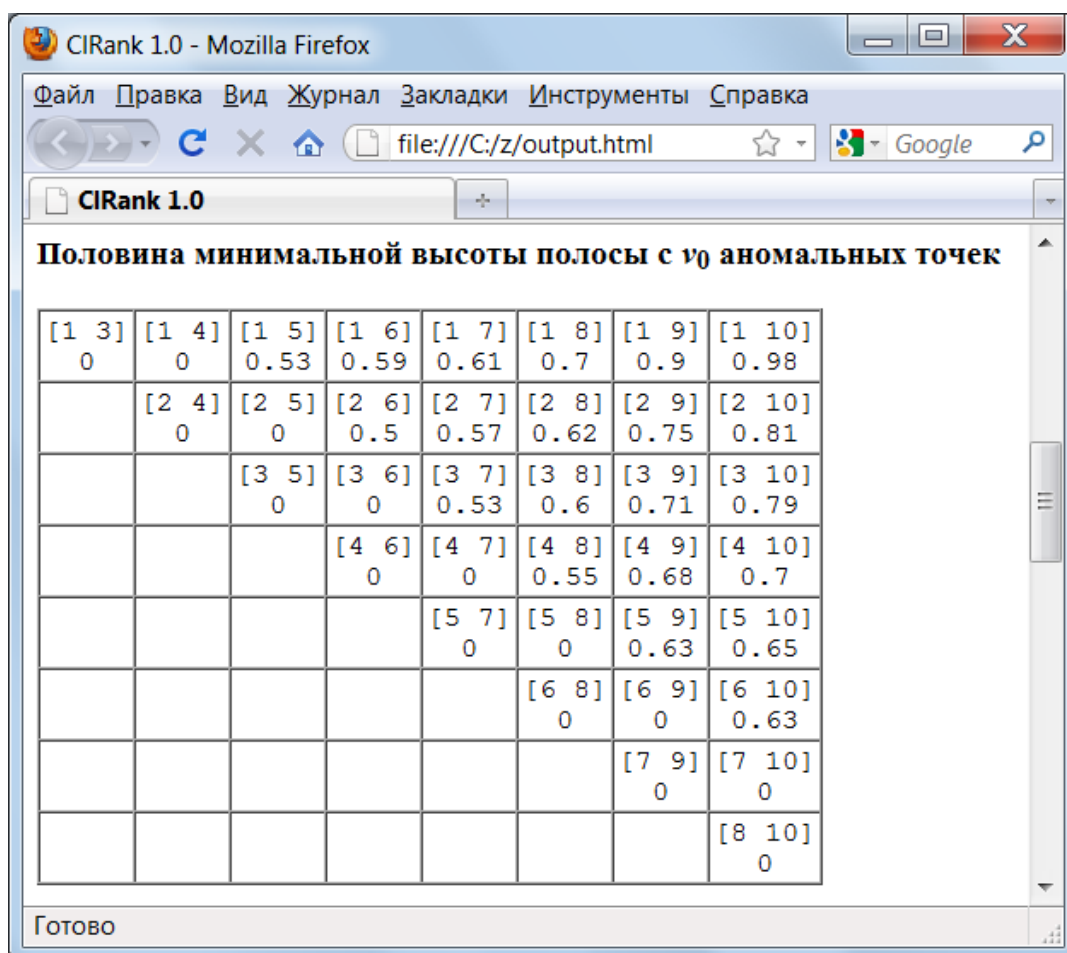 CIRank 1.0 - Mozilla Firefox
Файл Правка Вид Журнал Закладки Инструменты Справка
file:///C:/z/output.html Google
CIRank 1.0
Половина минимальной высоты полосы с v0 аномальных точек
[1 3] [1 4] [1 5] [1 6] [1 7] [1 8] [1 9] [1 10]
0 0 0.53 0.59 0.61 0.7 0.9 0.98
[2 4] [2 5] [2 6] [2 7] [2 8] [2 9] [2 10]
0 0 0.5 0.57 0.62 0.75 0.81
[3 5] [3 6] [3 7] [3 8] [3 9] [3 10]
0 0 0.53 0.6 0.71 0.79
[4 6] [4 7] [4 8] [4 9] [4 10]
0 0 0.55 0.68 0.7
[5 7] [5 8] [5 9] [5 10]
0 0 0.63 0.65
[6 8] [6 9] [6 10]
0 0 0.63
[7 9] [7 10]
0 0
[8 10]
0
Готово